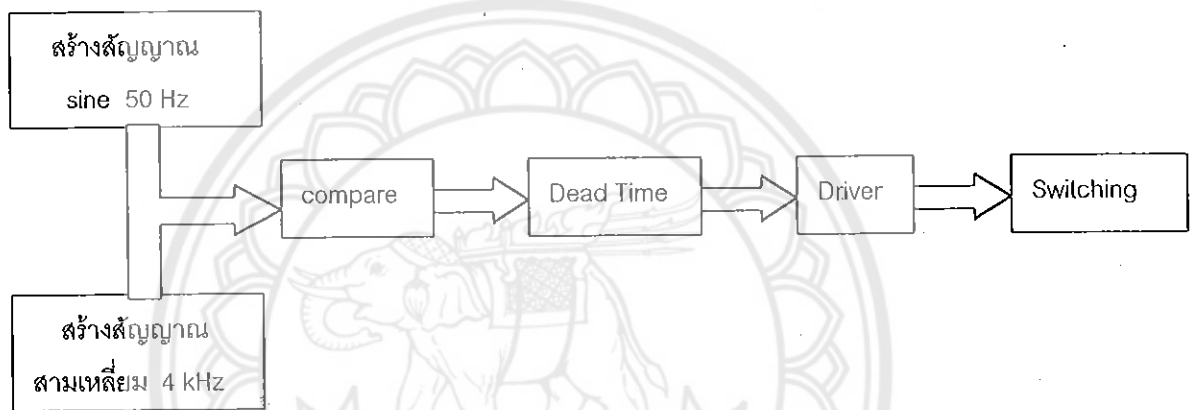 สร้างสัญญาณ
sine 50 Hz
compare
Dead Time
Driver
Switching
สร้างสัญญาณ
สามเหลี่ยม 4 kHz